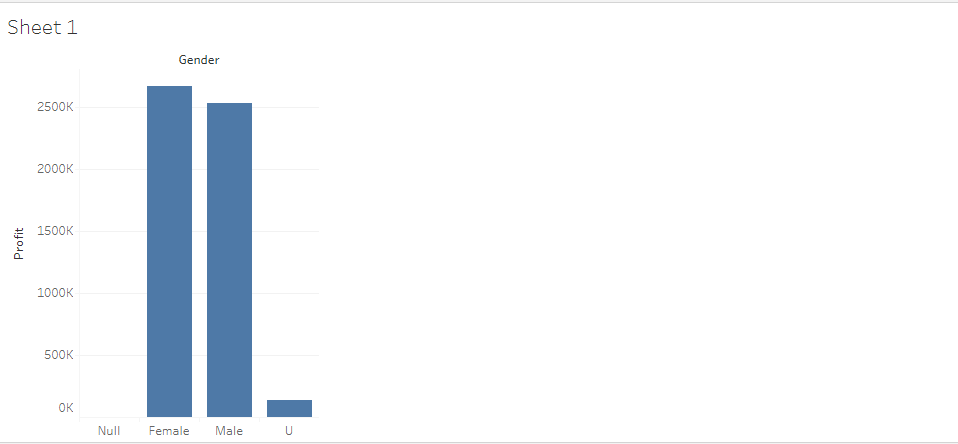 Sheet 1
Gender
2500K
2000K
1500K
1000K
500K
0K
Profit
Null Female Male U